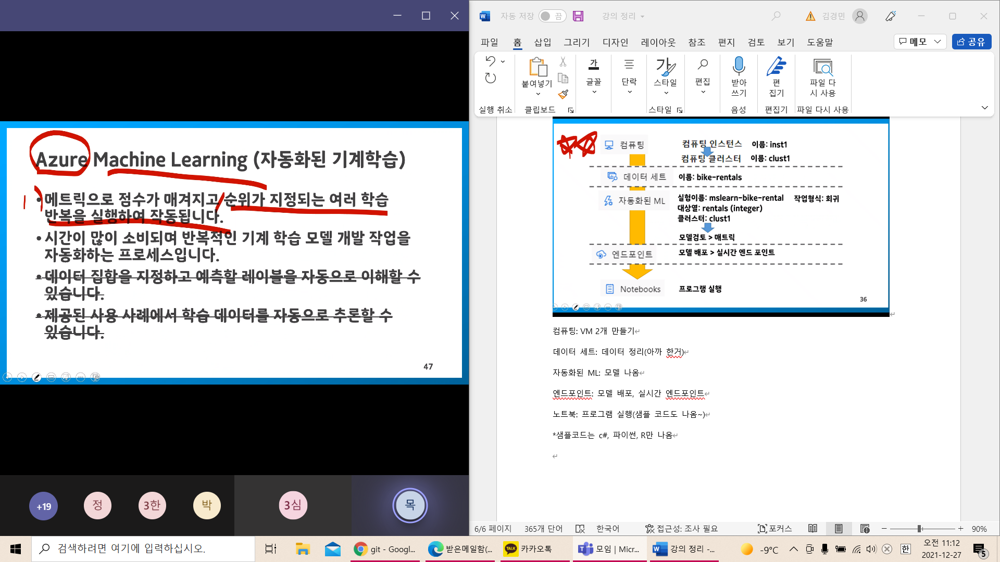 Azure Machine Learning (자동화된 기계학습)
1)
• 메트릭으로 점수가 매겨지고 순위가 지정되는 여러 학습
반복을 실행하여 작동됩니다.
• 시간이 많이 소비되며 반복적인 기계 학습 모델 개발 작업을
자동화하는 프로세스입니다.
• 데이터 집합을 지정하고 예측할 레이블을 자동으로 이해할 수
있습니다.
• 제공된 사용 사례에서 학습 데이터를 자동으로 추론할 수
있습니다.
47
+19
정
3한
박
3심
목
자동 저장
끔
강의 정리
김경민
파일
홈
삽입
그리기
디자인
레이아웃
참조
편지
검토
보기
도움말
메모
공유
붙여넣기
가
글꼴
단락
가
스타일
편집
받아
쓰기
편
집기
파일 다
시 사용
실행 취소
클립보드
스타일
음성
편집기
파일 다시 사용
컴퓨팅
컴퓨팅 인스턴스 이름: inst1
컴퓨팅 클러스터 이름: clust1
데이터 세트
이름: bike-rentals
자동화된 ML
실험이름: mslearn-bike-rental 작업형식: 회귀
대상열: rentals (integer)
클러스터: clust1
모델검토 > 매트릭
엔드포인트
모델 배포 > 실시간 엔드 포인트
Notebooks
프로그램 실행
36
컴퓨팅: VM 2개 만들기
데이터 세트: 데이터 정리(아까 한거)
자동화된 ML: 모델 나옴
엔드포인트: 모델 배포, 실시간 엔드포인트
노트북: 프로그램 실행(샘플 코드도 나옴~)
*샘플코드는 c#, 파이썬, R만 나옴
6/6 페이지
365개 단어
한국어
접근성: 조사 필요
포커스
90%
검색하려면 여기에 입력하십시오.
git - Googl...
받은메일함(...
TALK
카카오톡
모임 | Micr...
강의 정리 -...
-9°C
한
오전 11:12
2021-12-27
5